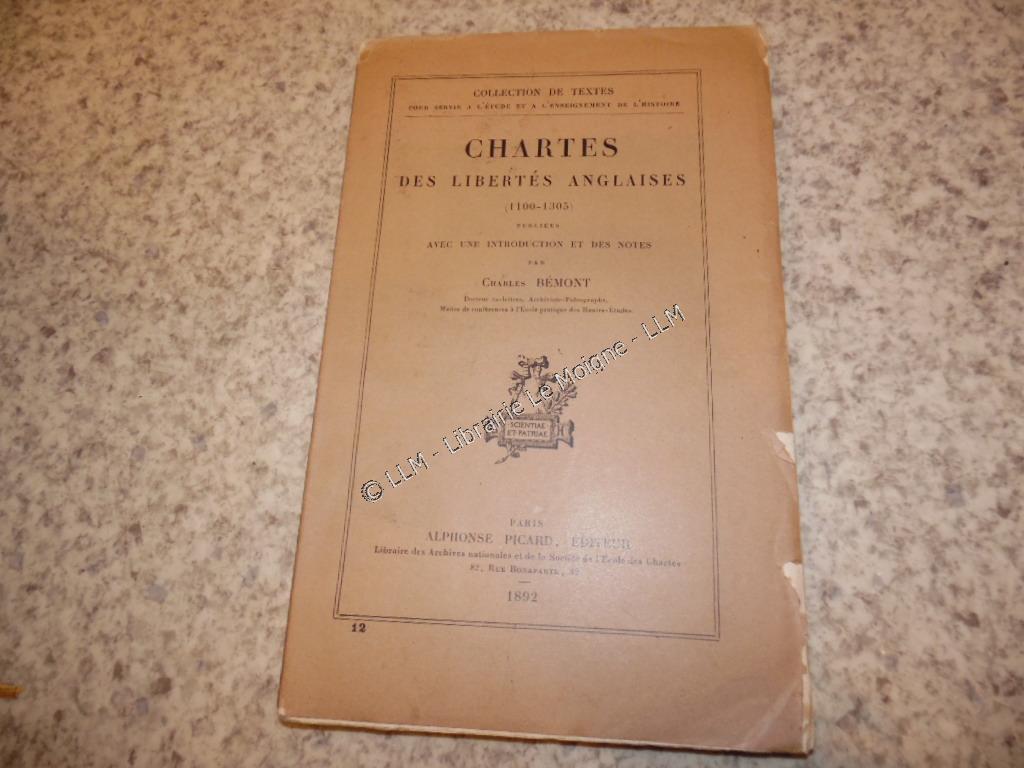 COLLECTION DE TEXTES
POUR SERVIR A L'ÉTUDE ET A L'ENSEIGNEMENT DE L'HISTOIRE
CHARTES
DES LIBERTÉS ANGLAISES
(1100-1305)
PUBLIÉES
AVEC UNE INTRODUCTION ET DES NOTES
PAR
CHARLES BÉMONT
Docteur ès-lettres, Archiviste-Paléographe,
Maître de conférences à l'Ecole pratique des Hautes-Etudes.
SCIENTIAE
ET PATRIAE
© LLM - Librairie Le Moigne - LLM
PARIS
ALPHONSE PICARD, ÉDITEUR
Libraire des Archives nationales et de la Société de l'Ecole des Chartes
82, RUE BONAPARTE, 82
1892
12